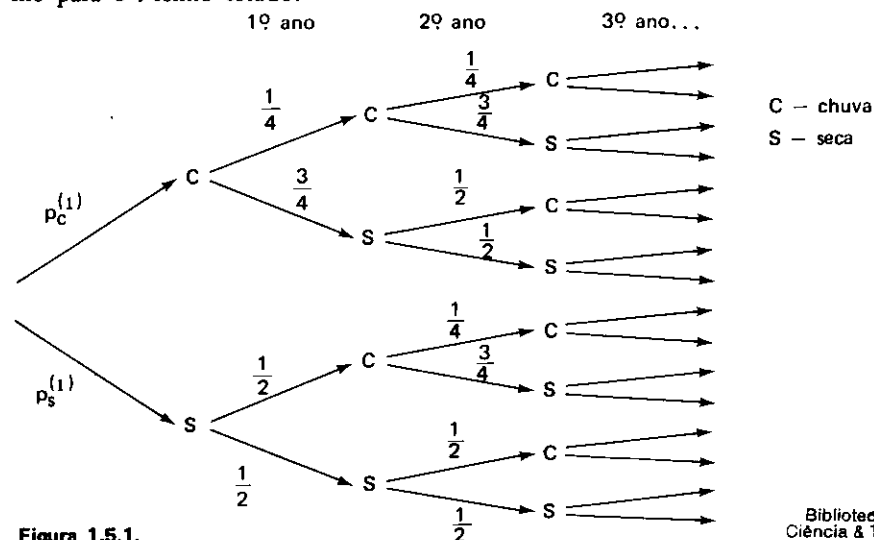 1º ano 2º ano 3º ano...
1/4 C
C – chuva
1/4 C 3/4
S – seca
S
C 3/4 1/2 C
p_C^(1)
S 1/2
S
1/4 C
1/2 C 3/4
p_S^(1) S
S 1/2 C
1/2 S
1/2 S
Figura 1.5.1.
Bibliotec
Ciência & T